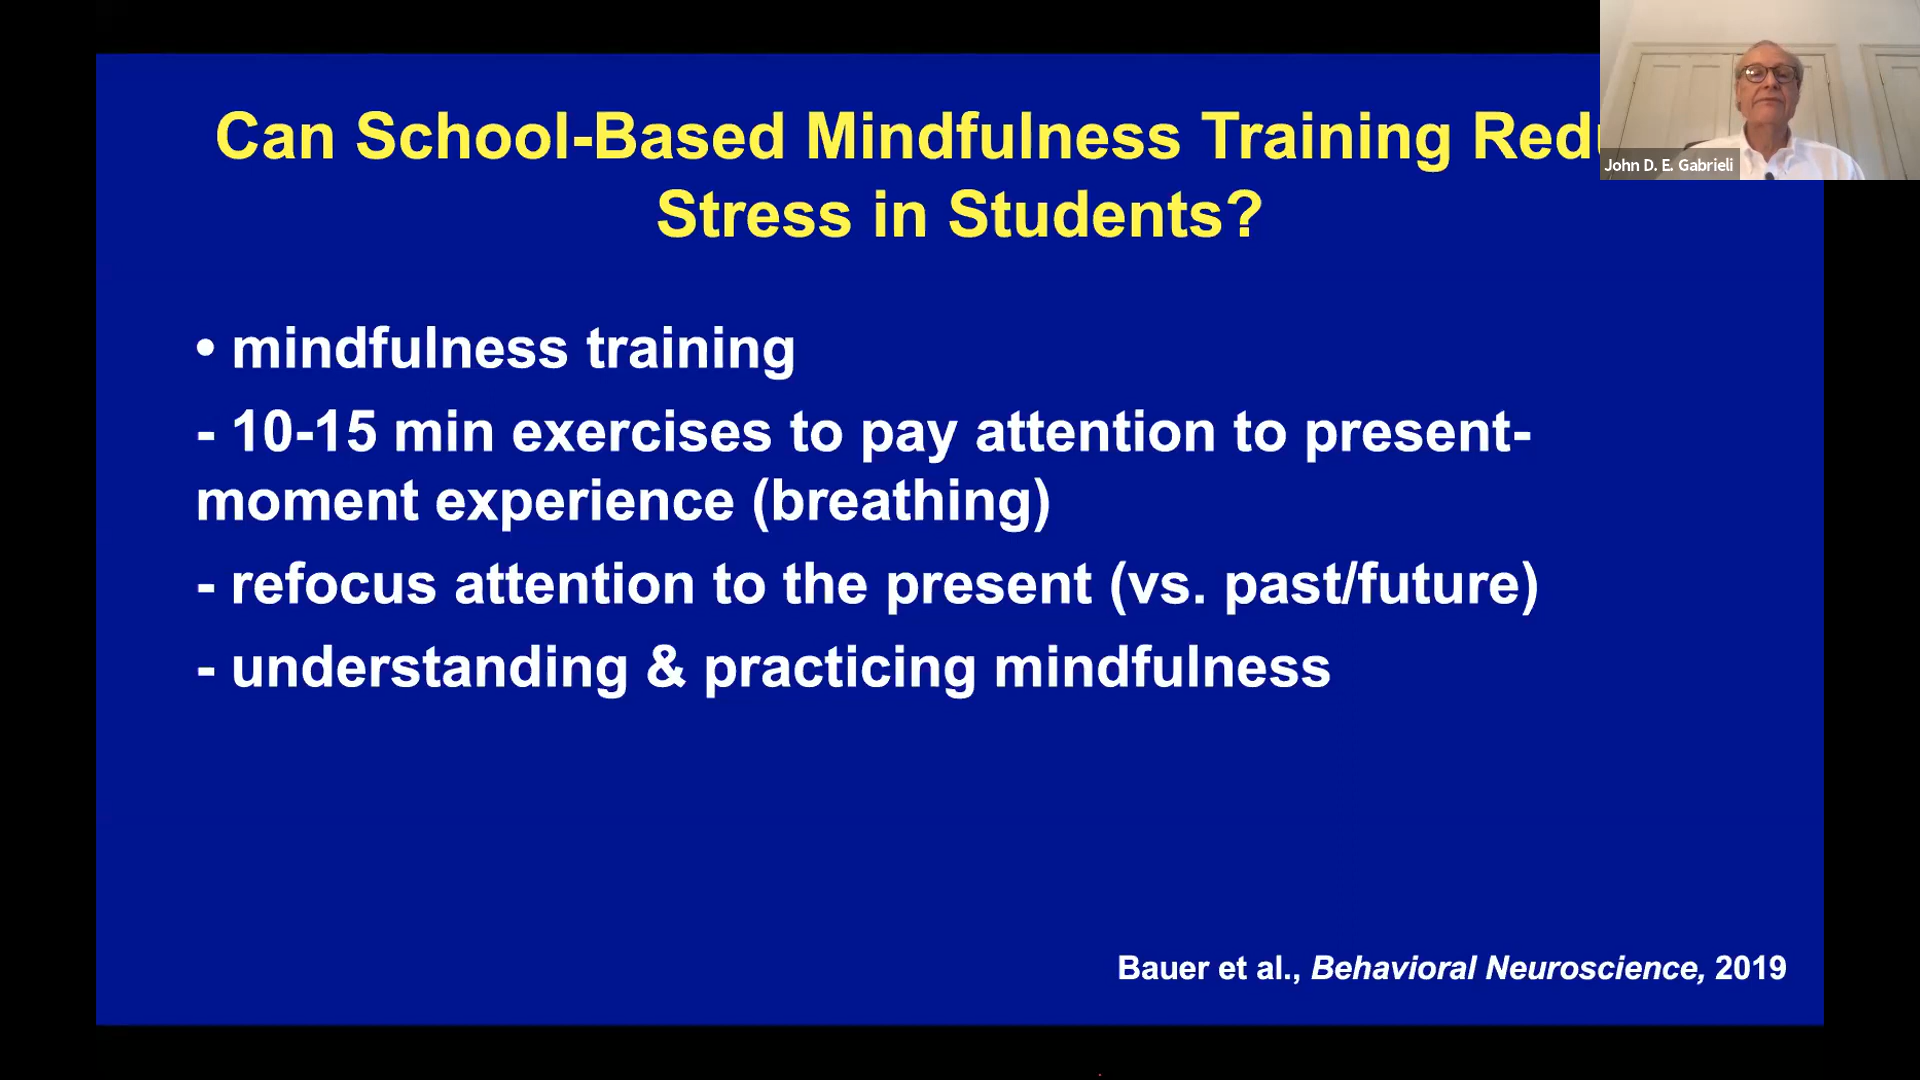 Can School-Based Mindfulness Training
Stress in Students?
John D. E. Gabrieli
• mindfulness training
- 10-15 min exercises to pay attention to present-
moment experience (breathing)
- refocus attention to the present (vs. past/future)
- understanding & practicing mindfulness
Bauer et al., Behavioral Neuroscience, 2019